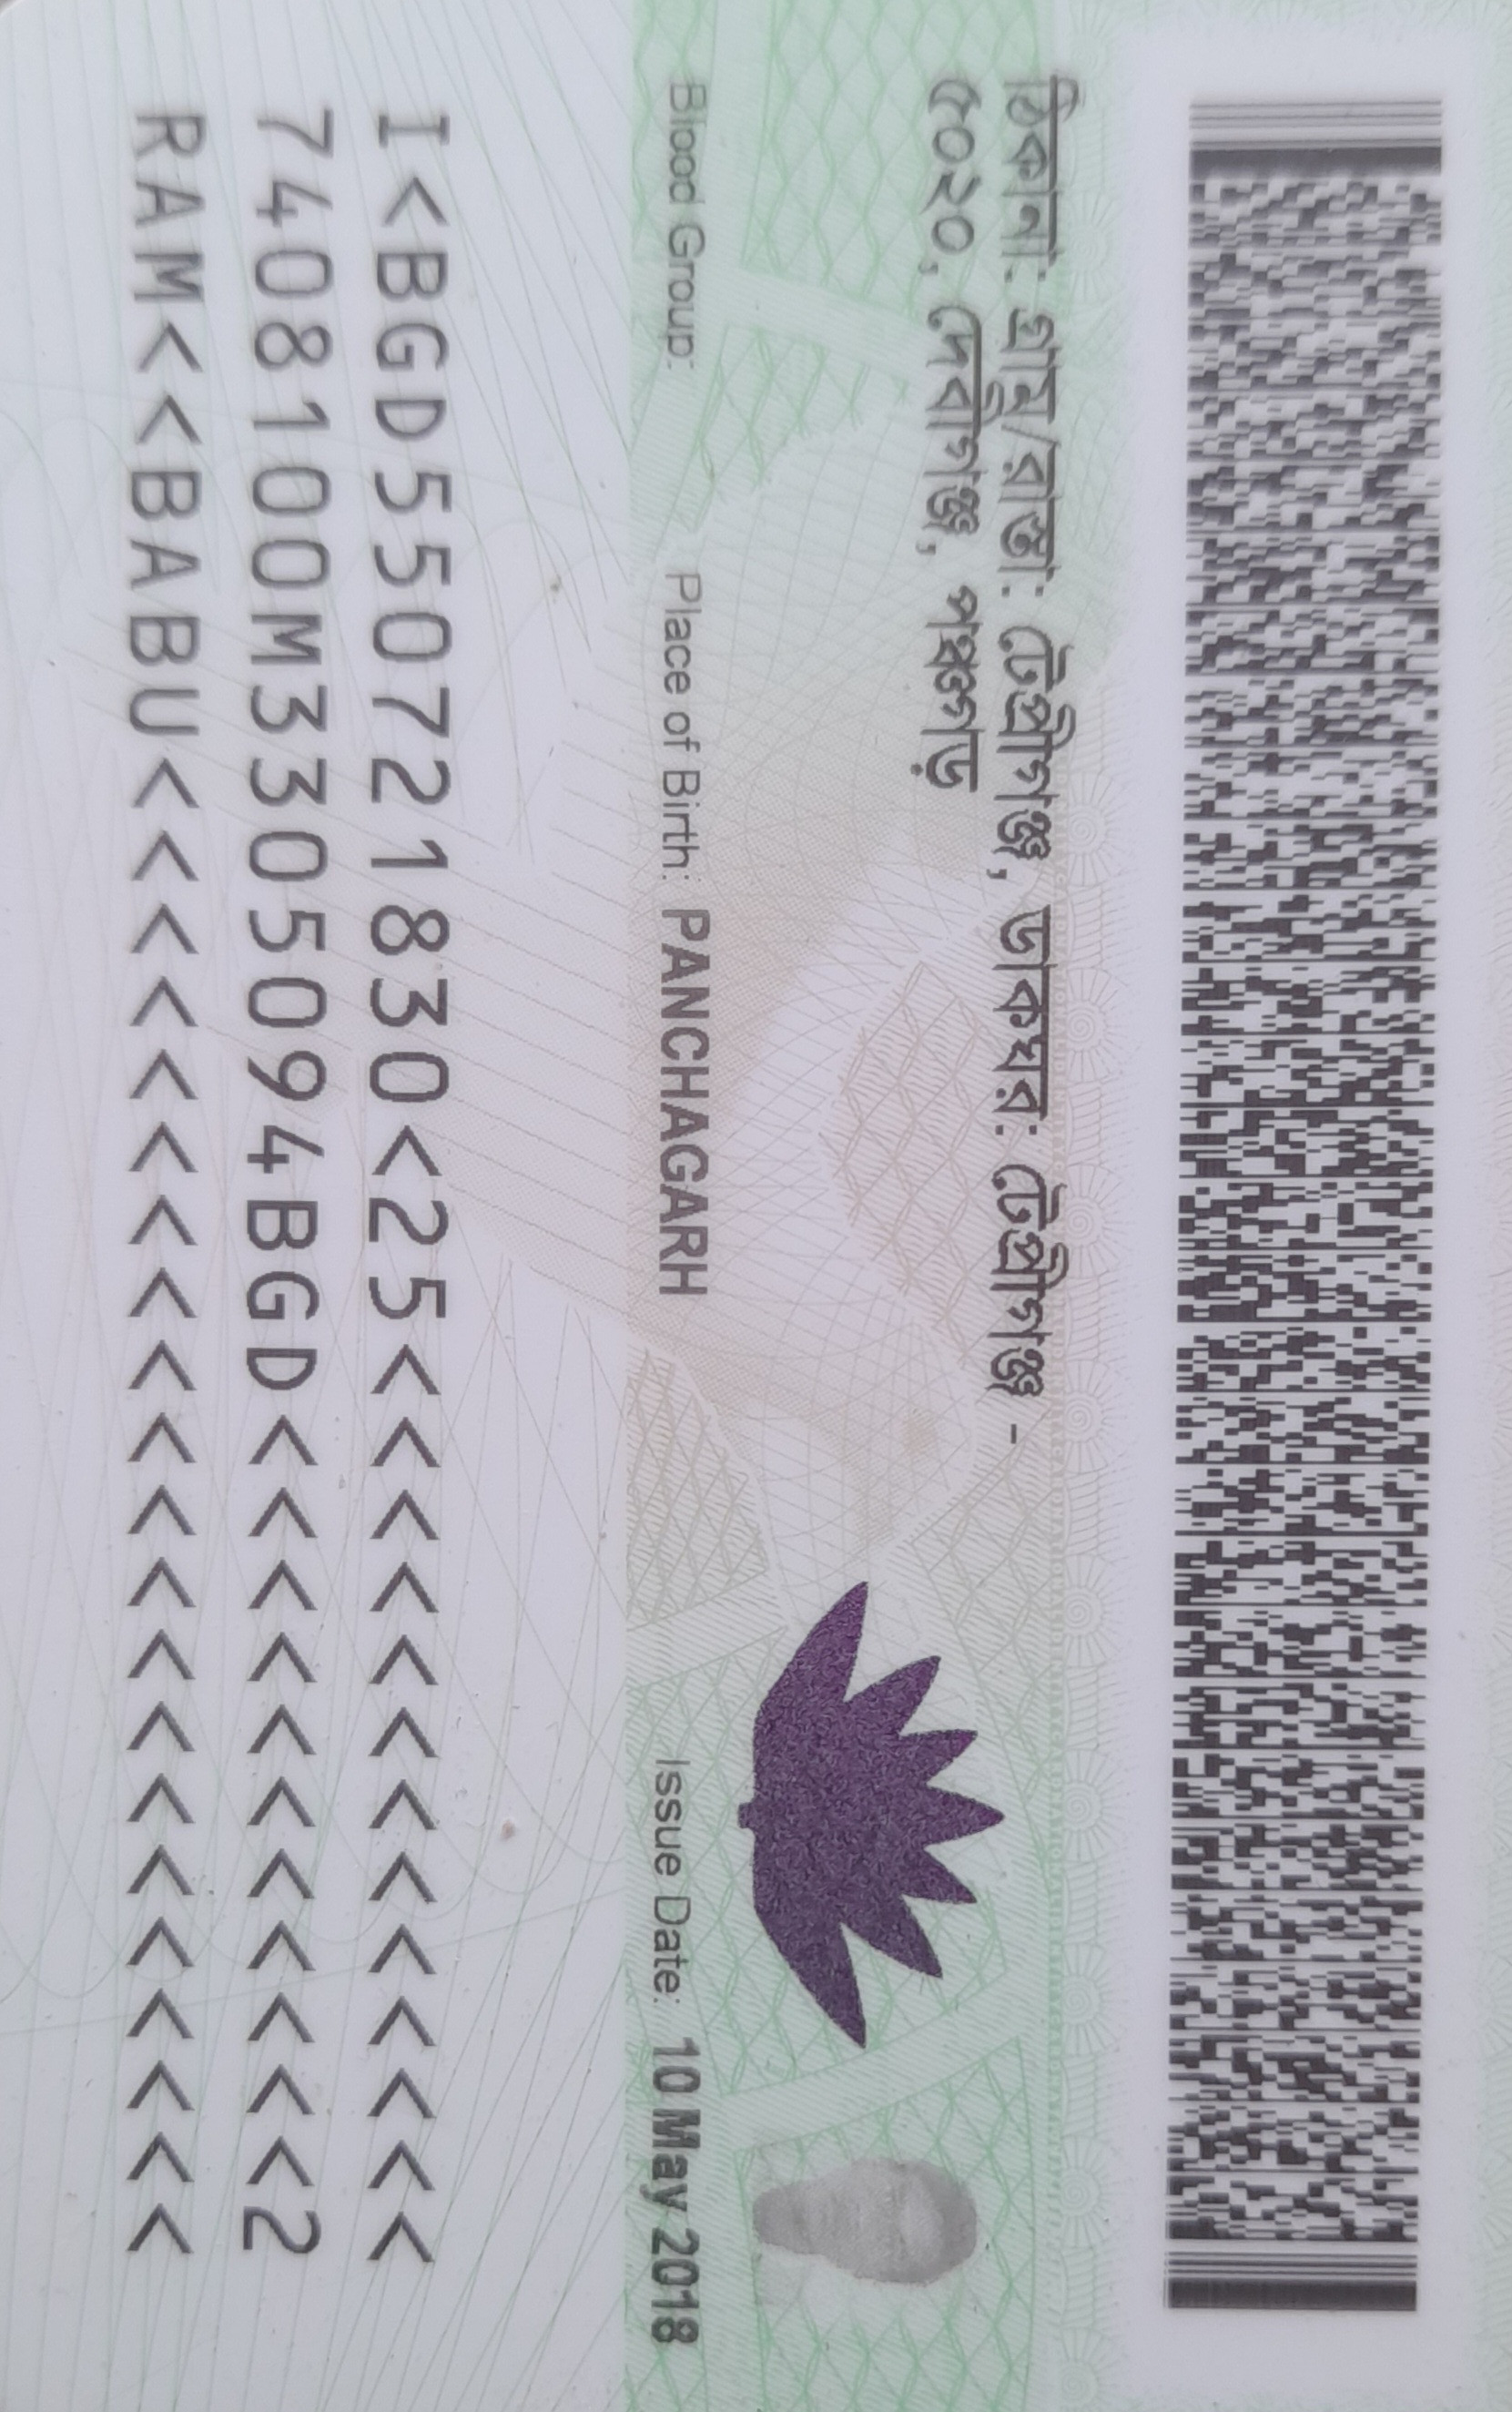 ঠিকানা: গ্রাম/রাস্তা: টেপ্রীগঞ্জ, ডাকঘর: টেপ্রীগঞ্জ -
৫০২০, দেবীগঞ্জ, পঞ্চগড়
Blood Group: Place of Birth: PANCHAGARH Issue Date: 10 May 2018
I<BGD5507721830<25<<<<<<<<<<<<
7408100M3305094BGD<<<<<<<<<<<2
RAM<<BABU<<<<<<<<<<<<<<<<<<<<<